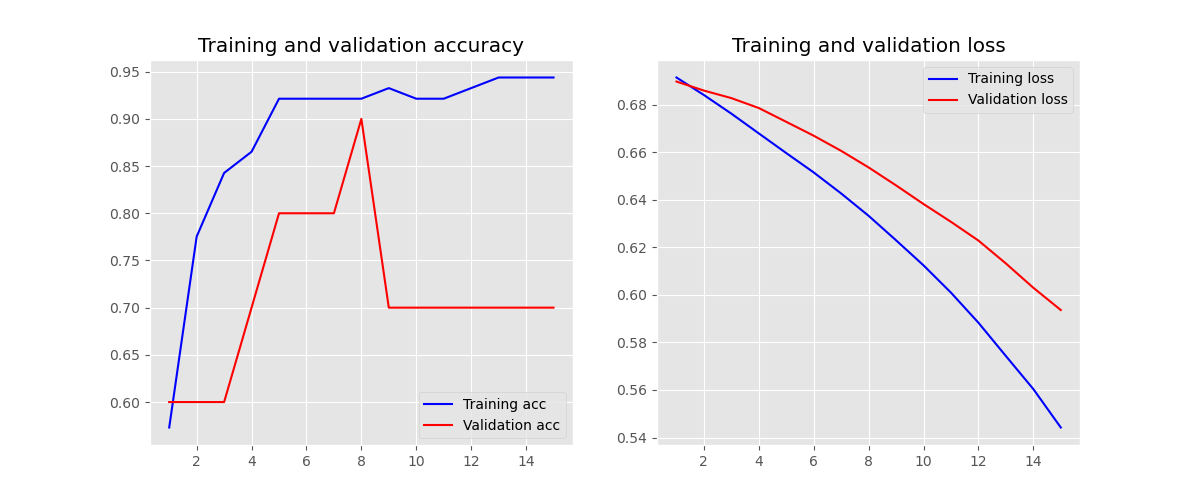 Training and validation accuracy
0.95
0.90
0.85
0.80
0.75
0.70
0.65
0.60
2 4 6 8 10 12 14
Training acc
Validation acc
Training and validation loss
0.68
0.66
0.64
0.62
0.60
0.58
0.56
0.54
2 4 6 8 10 12 14
Training loss
Validation loss